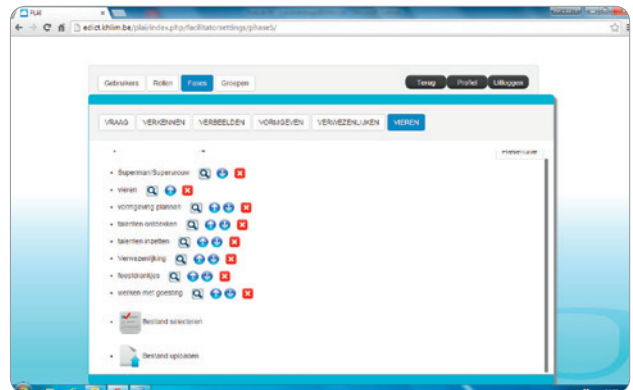 PLAI
edict.khlim.be/plai/index.php/facilitatorsettings/phase5/
Gebruikers Rollen Fases Groepen Terug Profiel Uitloggen
VRAAG VERKENNEN VERBEELDEN VORMGEVEN VERWEZENLIJKEN VIEREN
Superman/Supervrouw
vieren
vormgeving plannen
talenten ontdekken
talenten inzetten
Verwezenlijking
feestdrankjes
werken met goesting
Bestand selecteren
Bestand uploaden